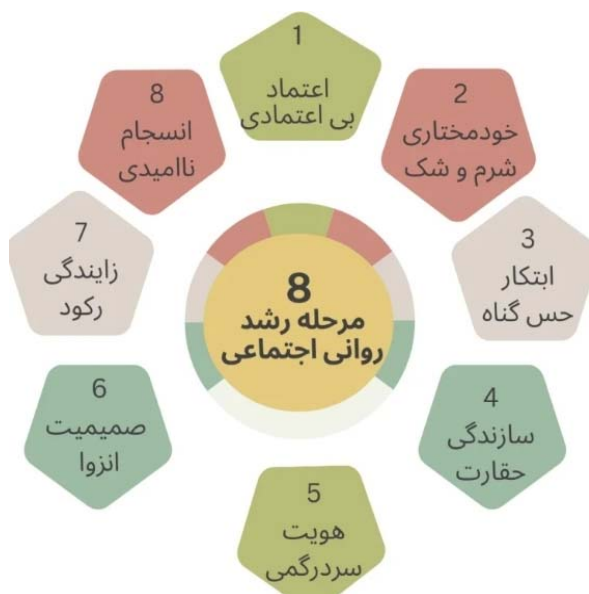 1
اعتماد
بی اعتمادی
2
خودمختاری
شرم و شک
3
ابتکار
حس گناه
4
سازندگی
حقارت
5
هویت
سردرگمی
6
صمیمیت
انزوا
7
زایندگی
رکود
8
انسجام
ناامیدی
8
مرحله رشد
روانی اجتماعی